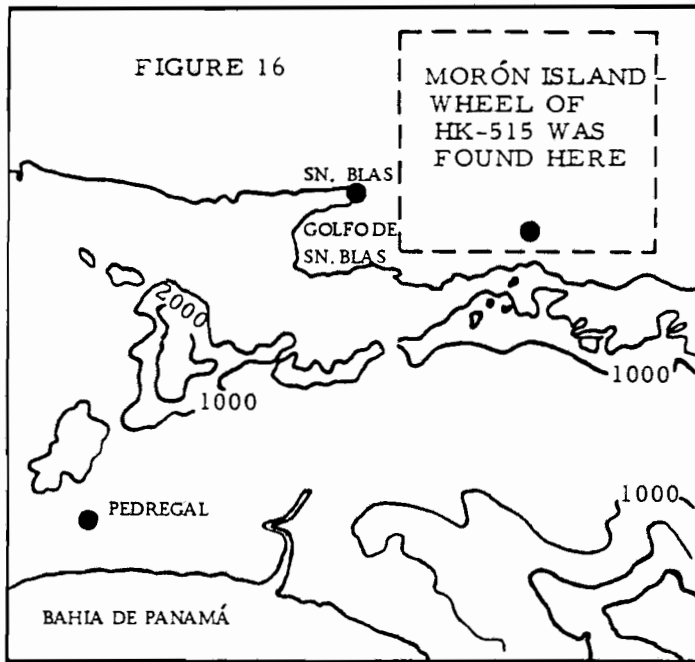 FIGURE 16
MORÓN ISLAND -
WHEEL OF
HK-515 WAS
FOUND HERE
SN. BLAS
GOLFO DE
SN. BLAS
2000
1000
1000
1000
PEDREGAL
BAHIA DE PANAMÁ